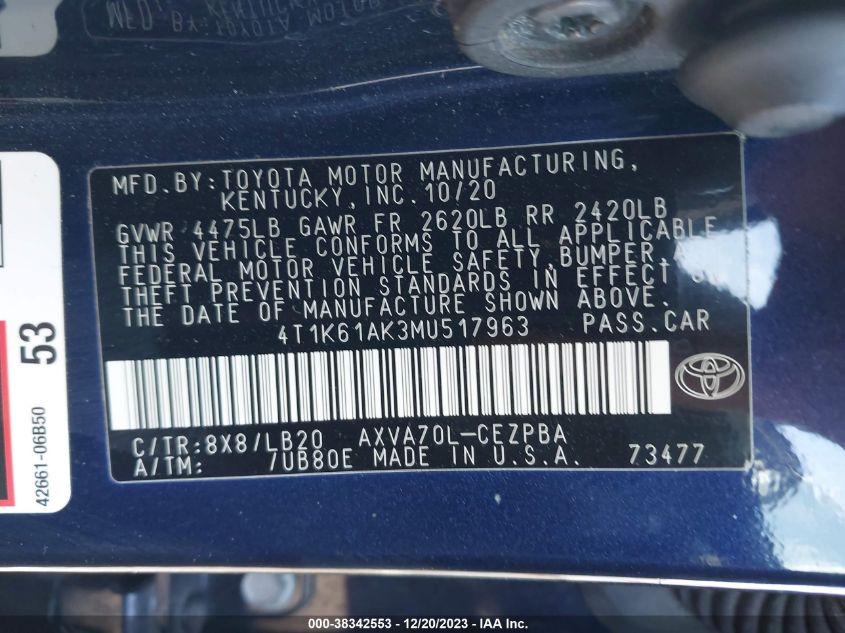 MFD. BY: TOYOTA MOTOR MANUFACTURING,
KENTUCKY, INC. 10/20
GVWR 4475LB GAWR FR 2620LB RR 2420LB
THIS VEHICLE CONFORMS TO ALL APPLICABLE
FEDERAL MOTOR VEHICLE SAFETY, BUMPER, A
THEFT PREVENTION STANDARDS IN EFFECT O
THE DATE OF MANUFACTURE SHOWN ABOVE.
4T1K61AK3MU517963 PASS.CAR
C/TR:8X8/LB20 AXVA70L-CEZPBA
A/TM: /UB80E MADE IN U.S.A. 73477
53
42661-06B50
000-38342553 - 12/20/2023 - IAA Inc.